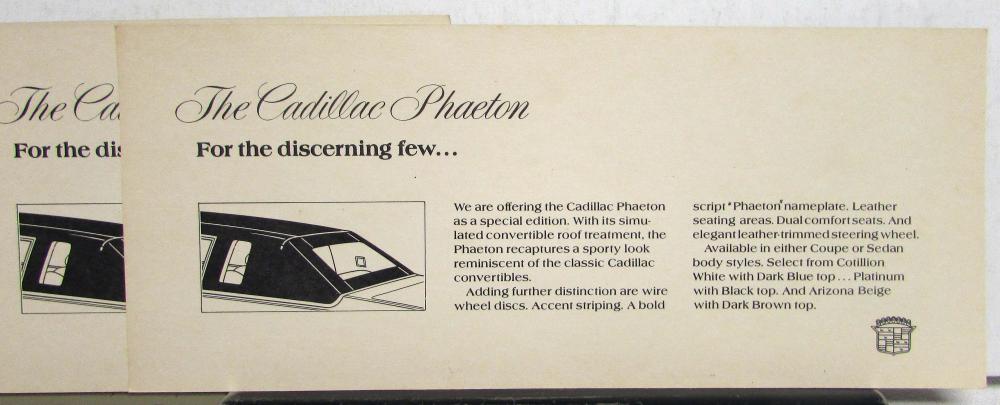 The Cadillac Phaeton
For the discerning few...
We are offering the Cadillac Phaeton
as a special edition. With its simu-
lated convertible roof treatment, the
Phaeton recaptures a sporty look
reminiscent of the classic Cadillac
convertibles.
Adding further distinction are wire
wheel discs. Accent striping. A bold
script "Phaeton" nameplate. Leather
seating areas. Dual comfort seats. And
elegant leather-trimmed steering wheel.
Available in either Coupe or Sedan
body styles. Select from Cotillion
White with Dark Blue top... Platinum
with Black top. And Arizona Beige
with Dark Brown top.
The Ca
For the dis